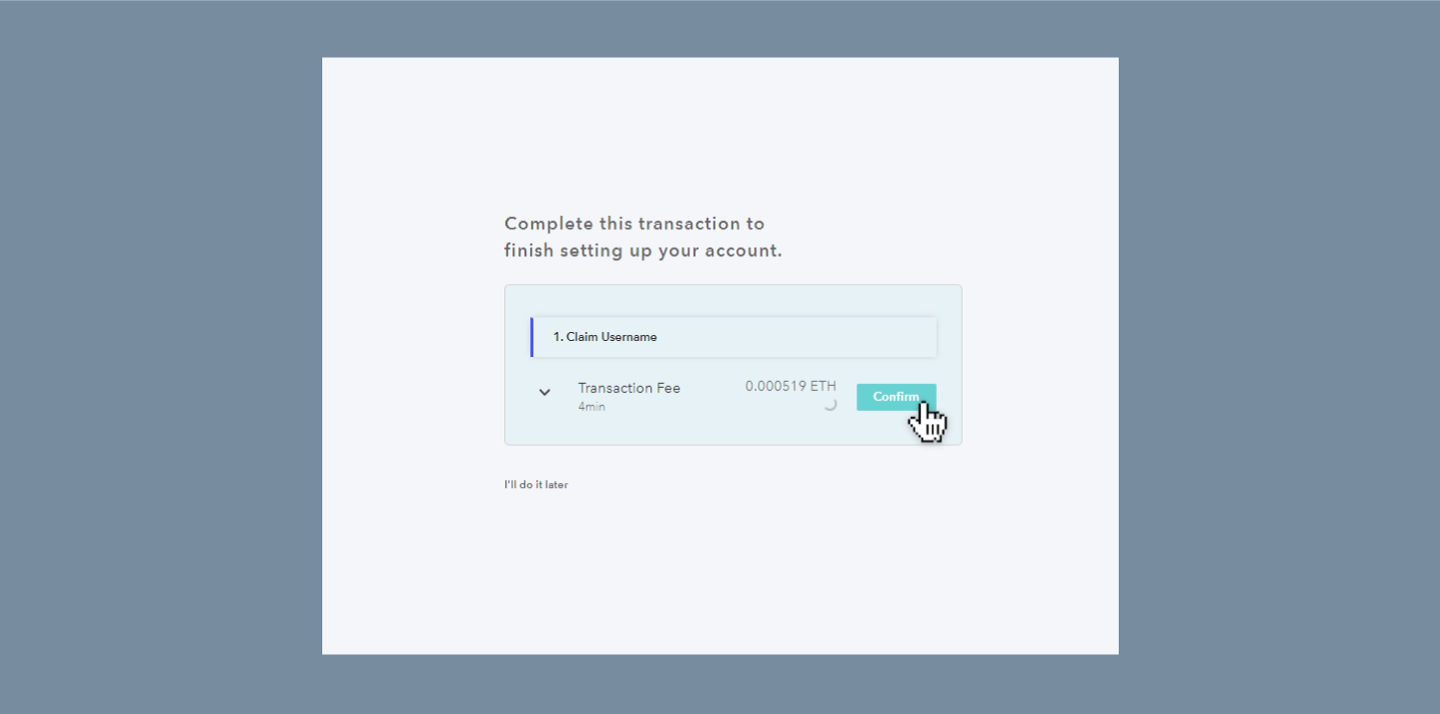 Complete this transaction to
finish setting up your account.
1. Claim Username
Transaction Fee
0.000519 ETH
Confirm
4min
I'll do it later